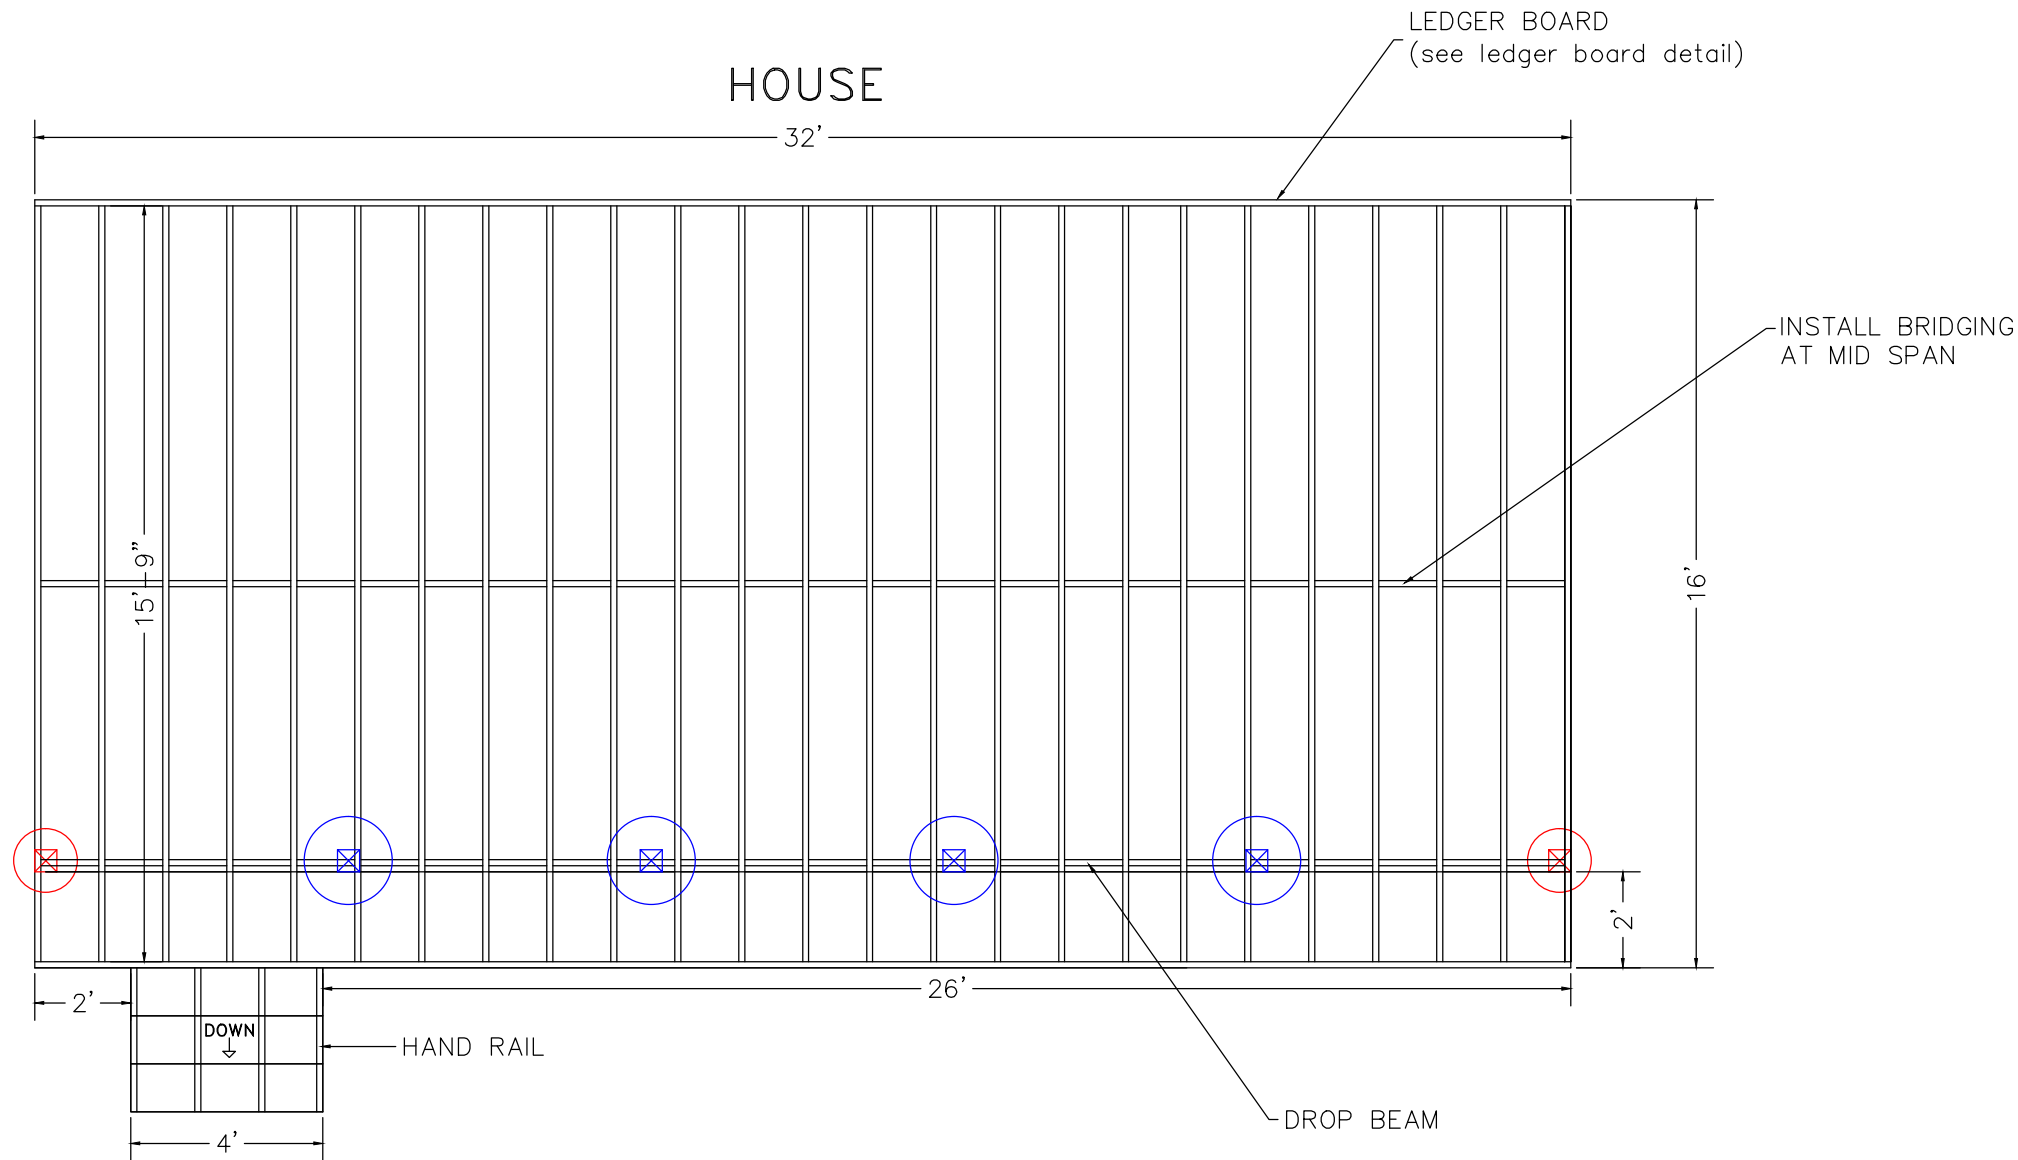 LEDGER BOARD
(see ledger board detail)
HOUSE
32'
INSTALL BRIDGING
AT MID SPAN
15'-9"
16'
2'
26'
2'
DOWN
HAND RAIL
DROP BEAM
4'